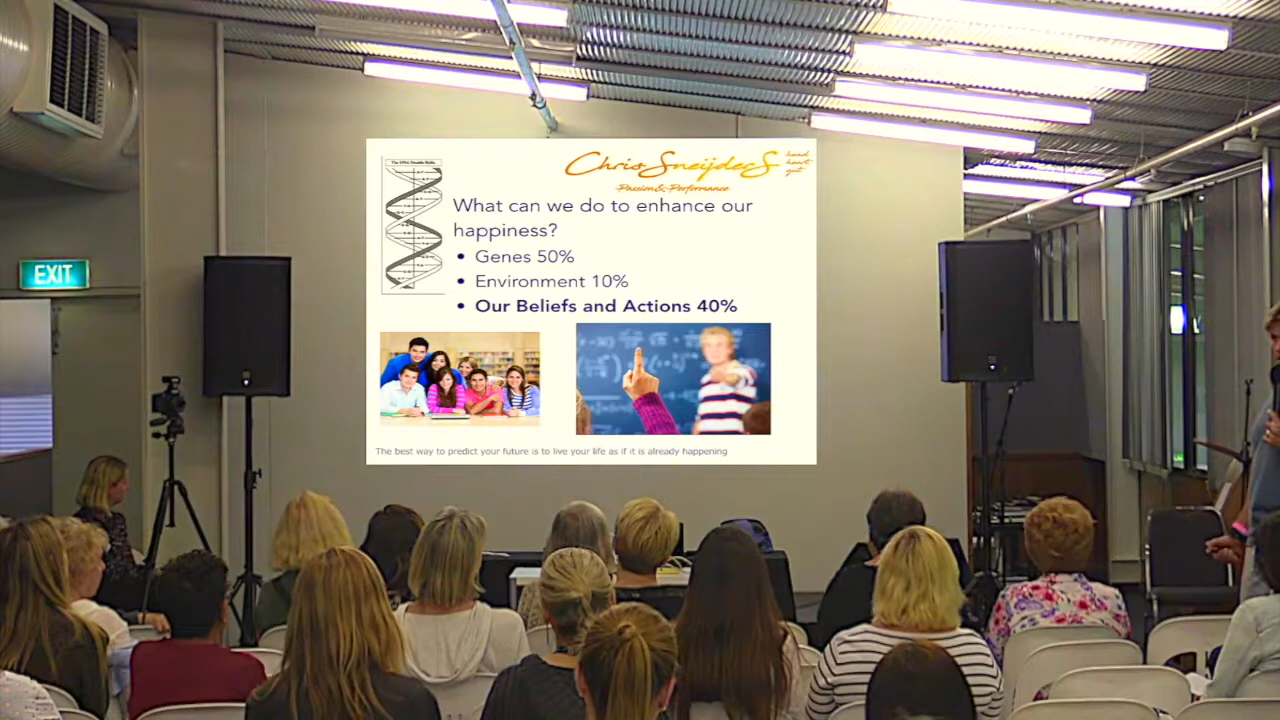 The DNA Double Helix
Chris SneijderS
head
heart
gut
Passion & Performance
What can we do to enhance our
happiness?
• Genes 50%
• Environment 10%
• Our Beliefs and Actions 40%
The best way to predict your future is to live your life as if it is already happening
EXIT